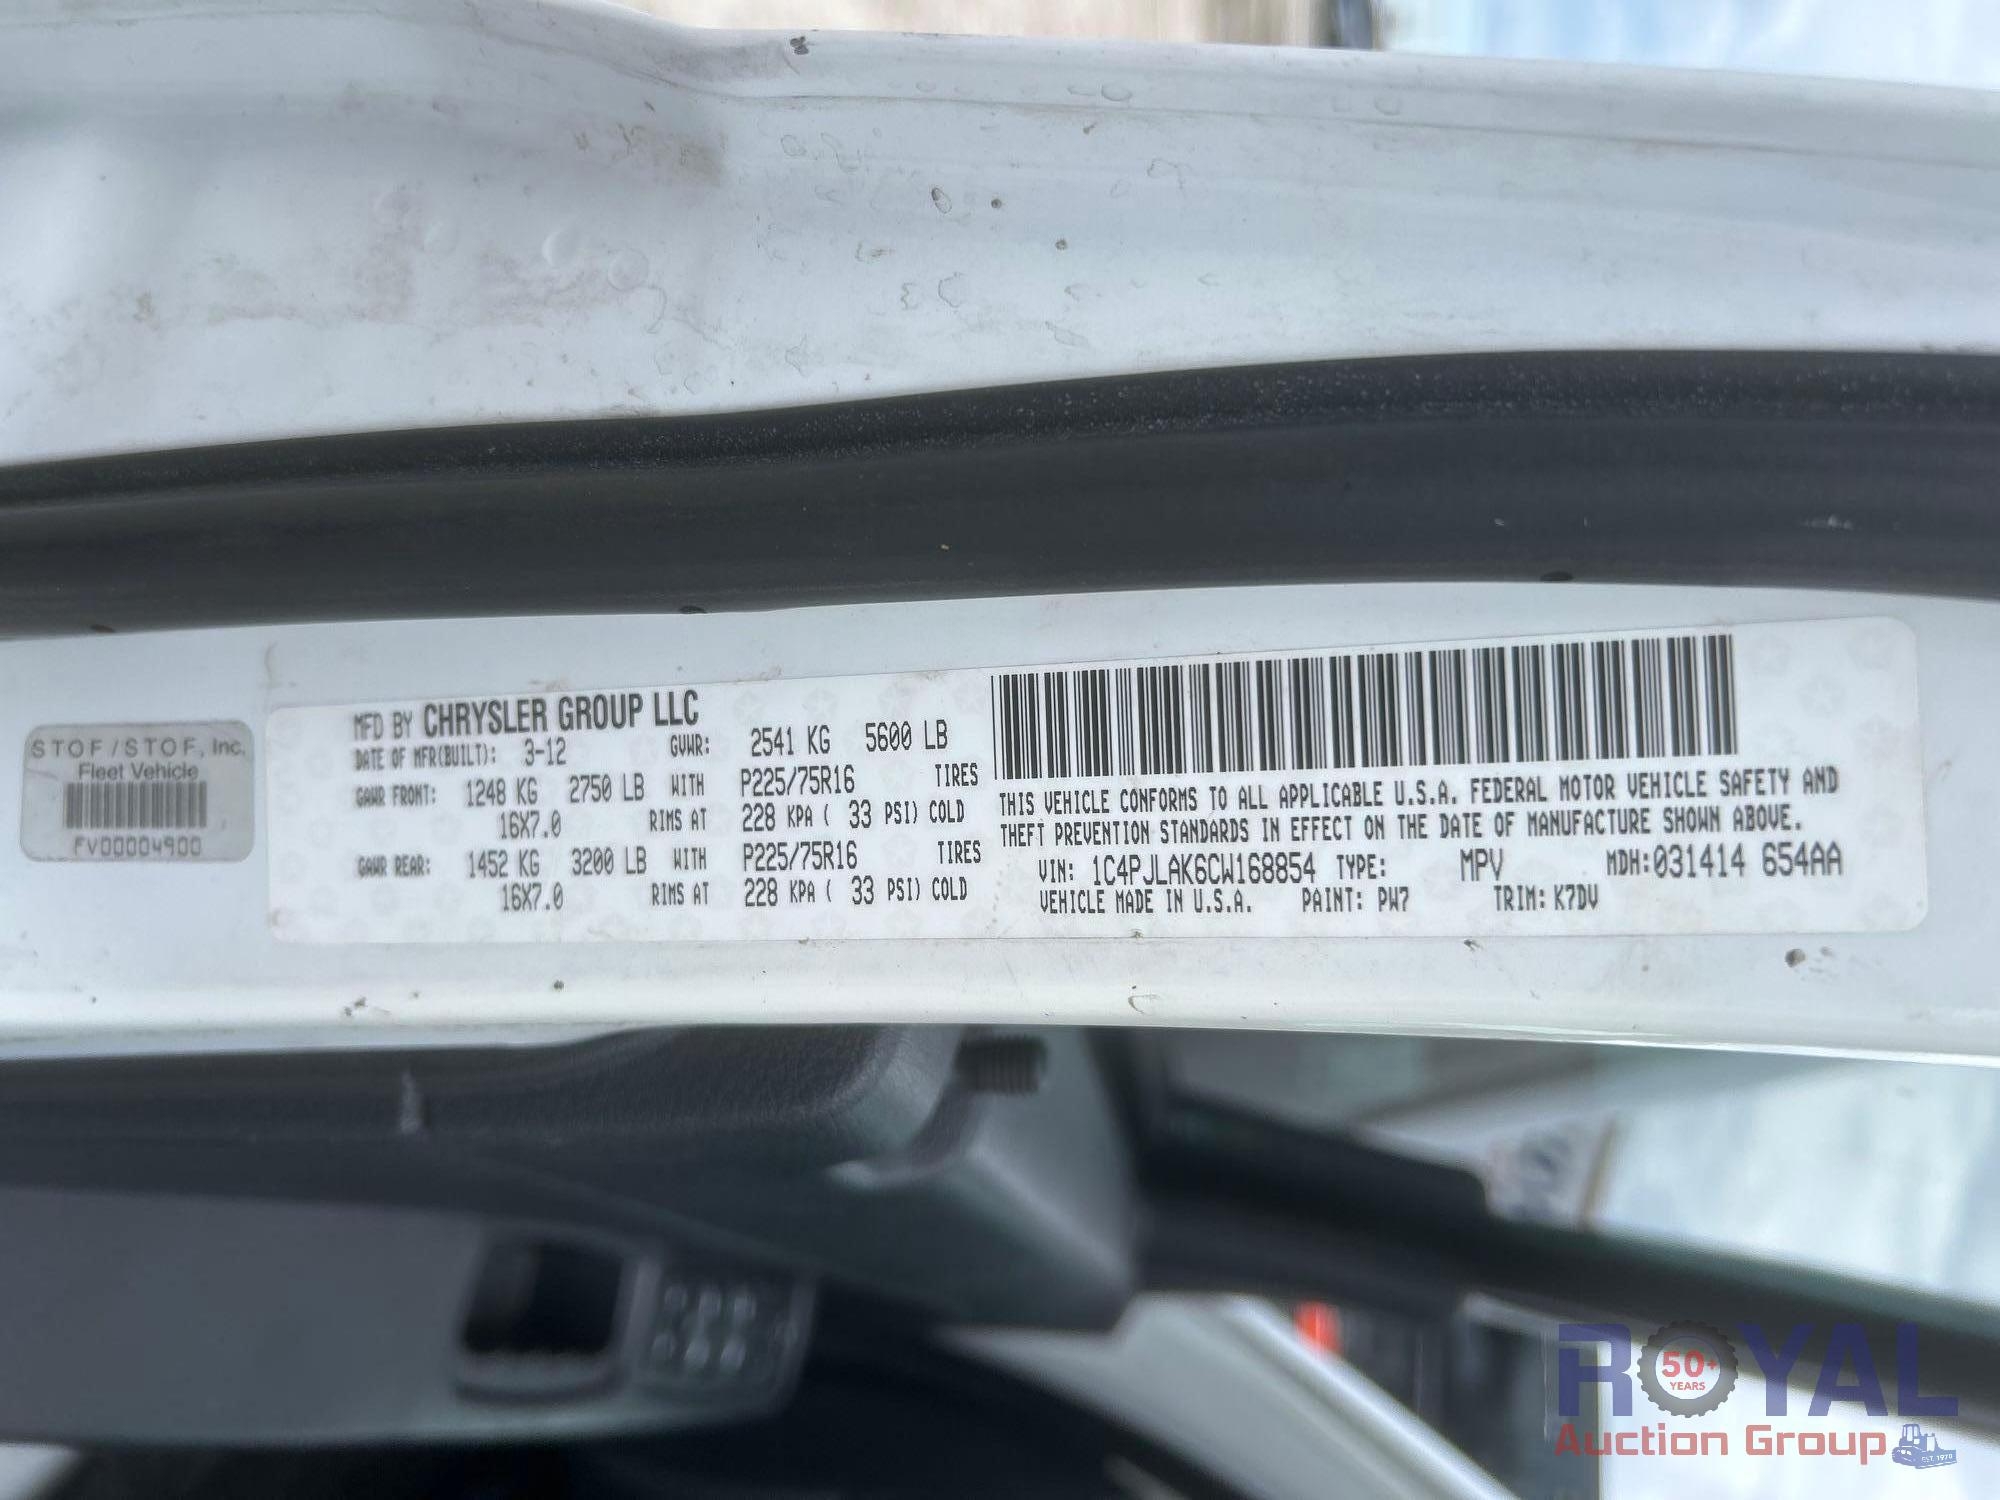 STOF/STOF, Inc.
Fleet Vehicle
FV00004900
MFD BY CHRYSLER GROUP LLC
DATE OF MFR(BUILT): 3-12 GVWR: 2541 KG 5600 LB
GAWR FRONT: 1248 KG 2750 LB WITH P225/75R16 TIRES
16X7.0 RIMS AT 228 KPA ( 33 PSI) COLD
GAWR REAR: 1452 KG 3200 LB WITH P225/75R16 TIRES
16X7.0 RIMS AT 228 KPA ( 33 PSI) COLD
THIS VEHICLE CONFORMS TO ALL APPLICABLE U.S.A. FEDERAL MOTOR VEHICLE SAFETY AND
THEFT PREVENTION STANDARDS IN EFFECT ON THE DATE OF MANUFACTURE SHOWN ABOVE.
VIN: 1C4PJLAK6CW168854 TYPE: MPV MDH:031414 654AA
VEHICLE MADE IN U.S.A. PAINT: PW7 TRIM: K7DV
ROYAL
50+
YEARS
Auction Group
EST. 1970